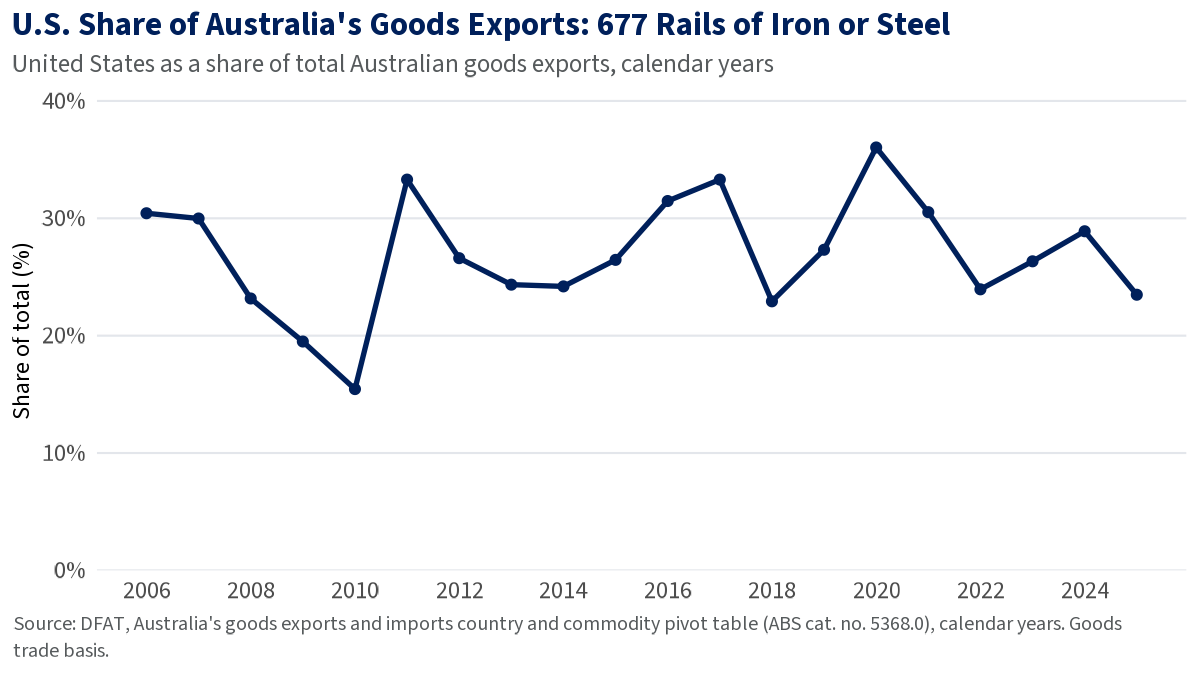 U.S. Share of Australia's Goods Exports: 677 Rails of Iron or Steel
United States as a share of total Australian goods exports, calendar years
Share of total (%)
40%
30%
20%
10%
0%
2006 2008 2010 2012 2014 2016 2018 2020 2022 2024
Source: DFAT, Australia's goods exports and imports country and commodity pivot table (ABS cat. no. 5368.0), calendar years. Goods
trade basis.